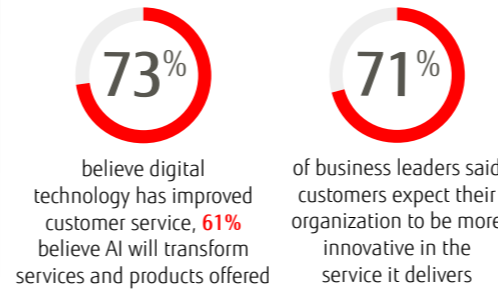 73%
believe digital
technology has improved
customer service, 61%
believe AI will transform
services and products offered
71%
of business leaders said
customers expect their
organization to be more
innovative in the
service it delivers